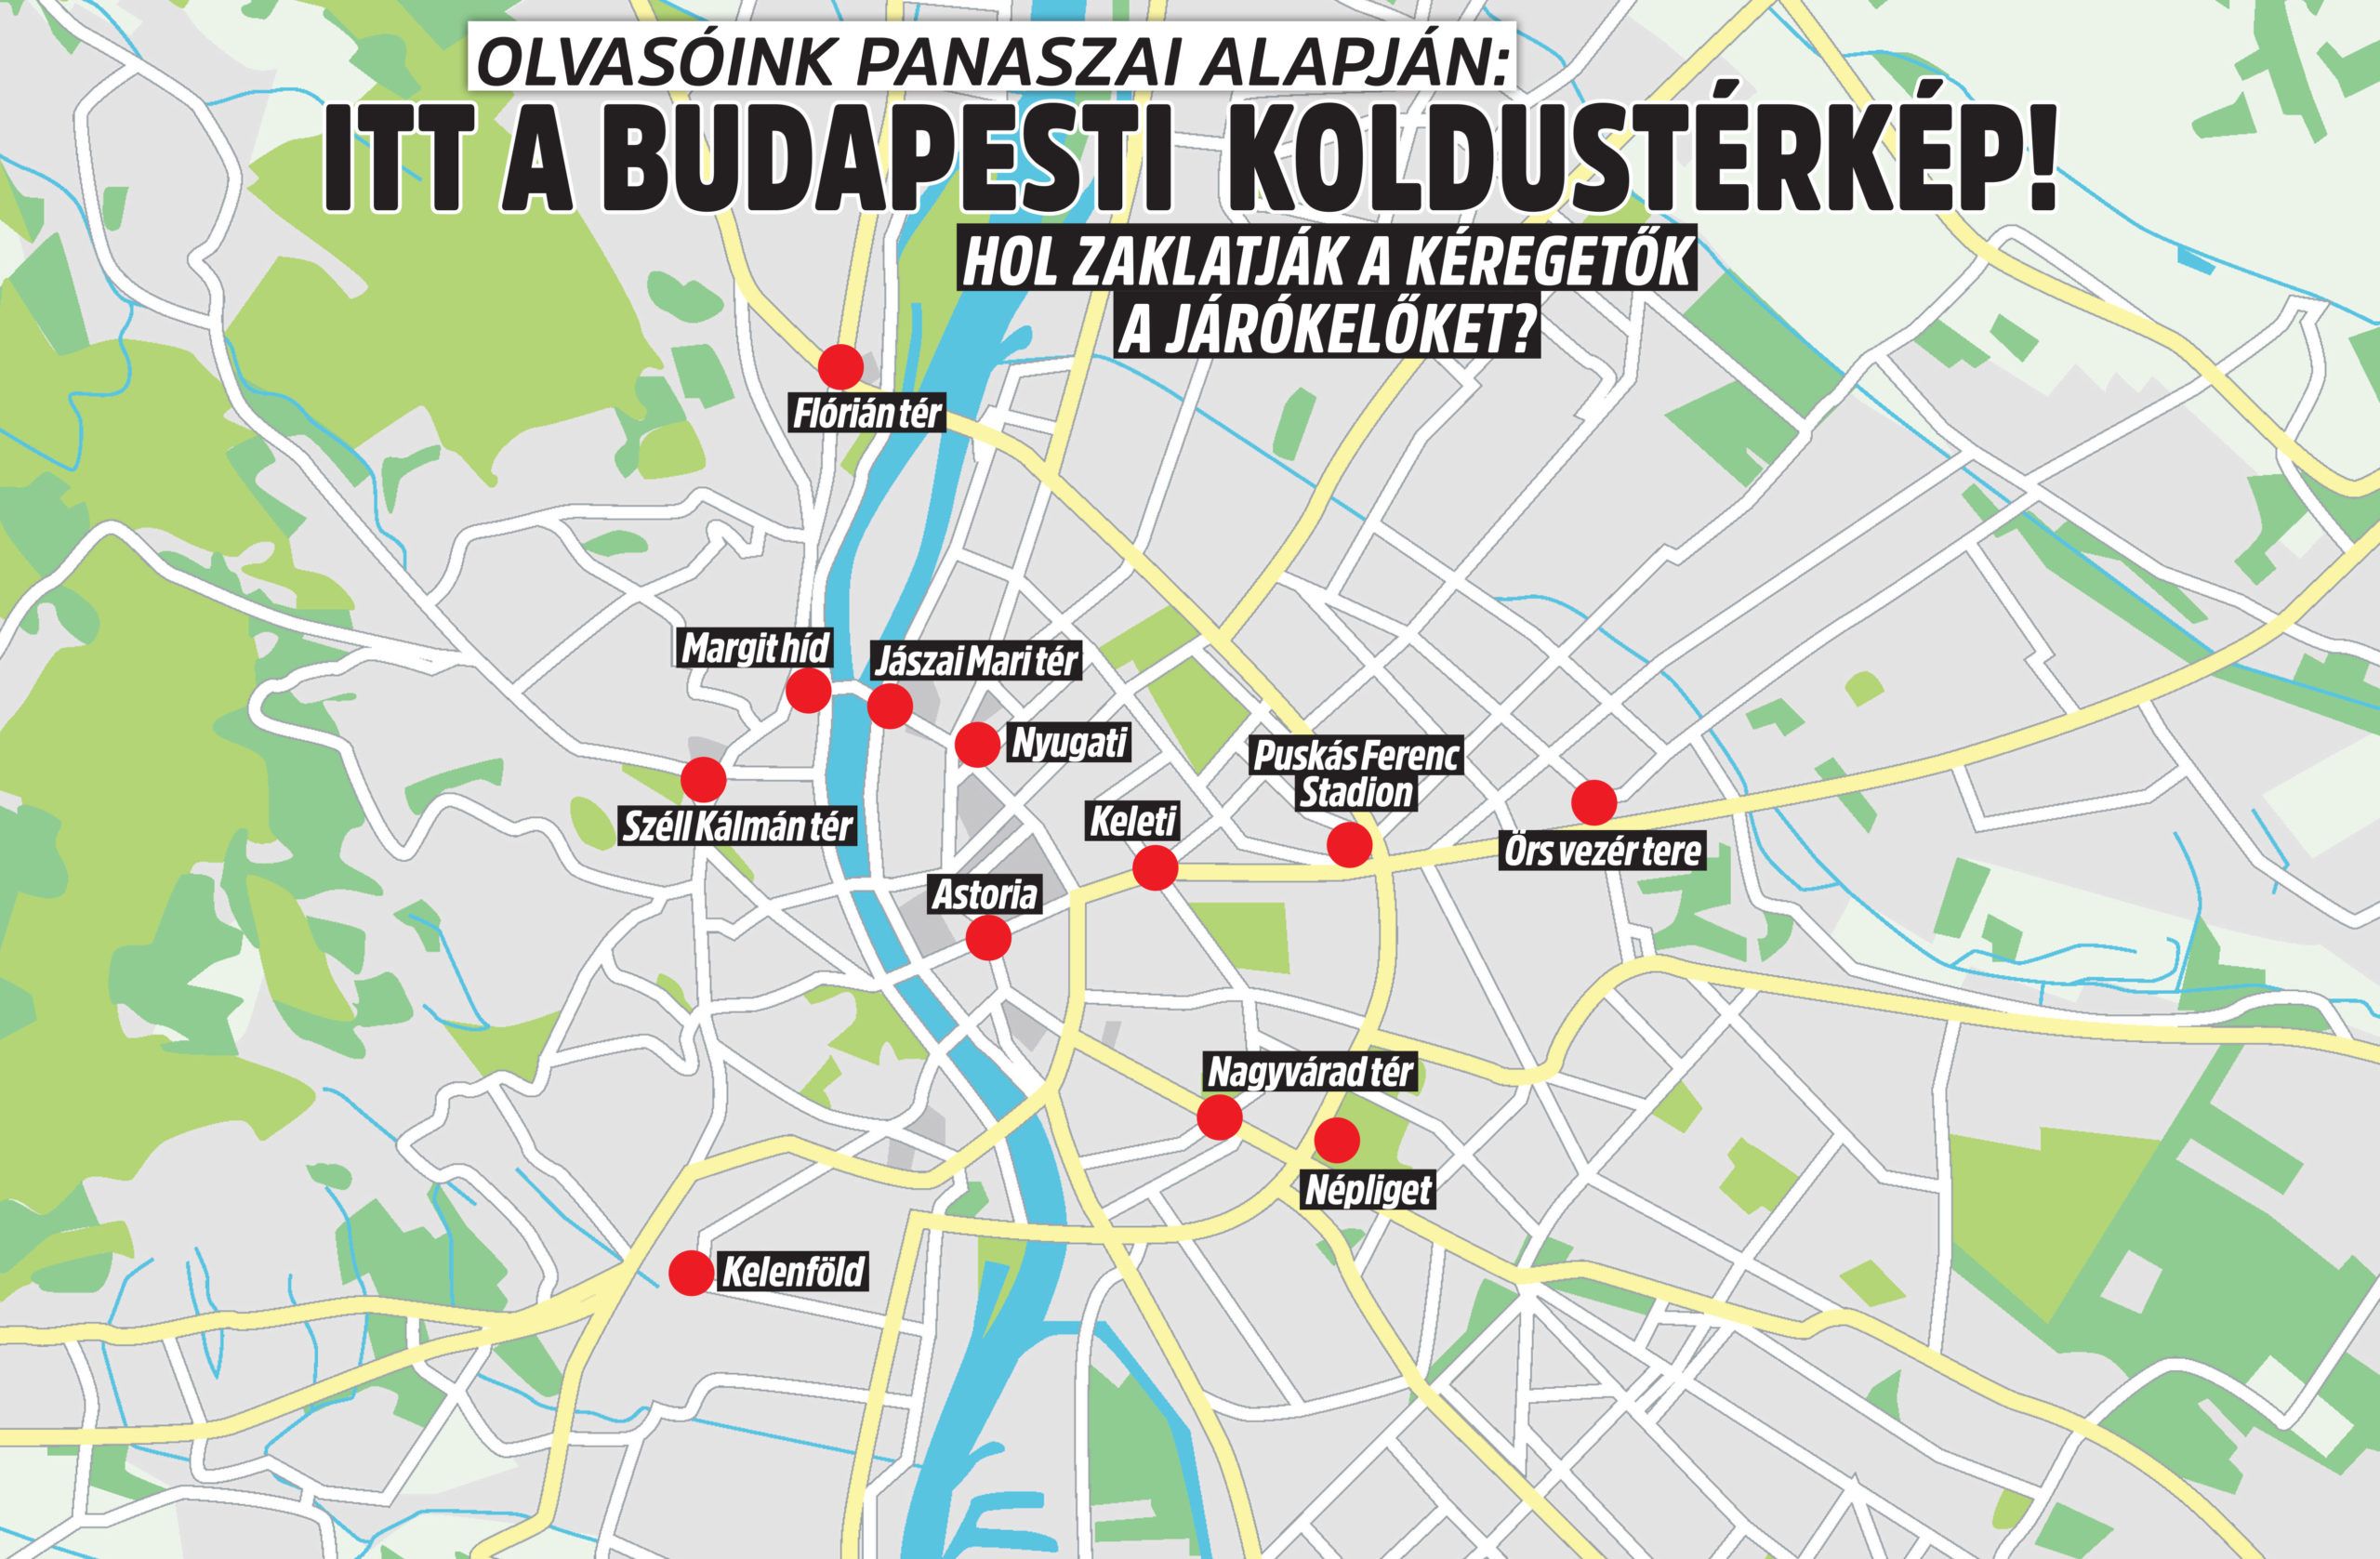 OLVASÓINK PANASZAI ALAPJÁN:
ITT A BUDAPESTI KOLDUSTÉRKÉP!
HOL ZAKLATJÁK A KÉREGETŐK
A JÁRÓKELŐKET?
Flórián tér
Margit híd
Jászai Mari tér
Nyugati
Puskás Ferenc
Stadion
Széll Kálmán tér
Keleti
Örs vezér tere
Astoria
Nagyvárad tér
Népliget
Kelenföld